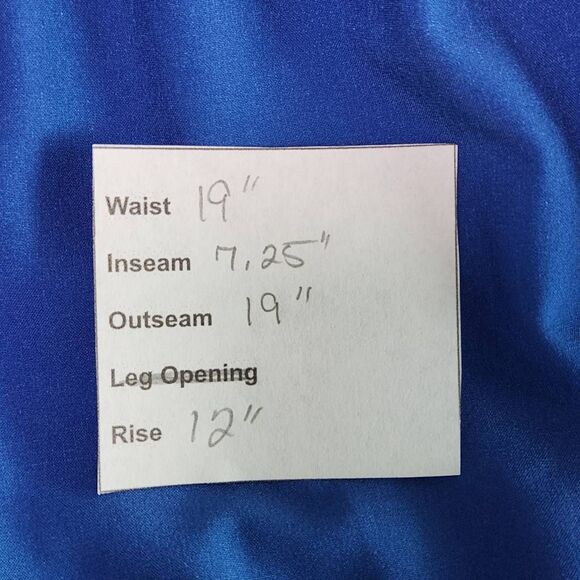 Waist 19"
Inseam 7.25"
Outseam 19"
Leg Opening
Rise 12"